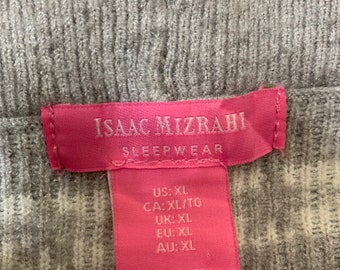 ISAAC MIZRAHI
SLEEPWEAR
US: XL
CA: XL/TG
UK: XL
EU: XL
AU: XL